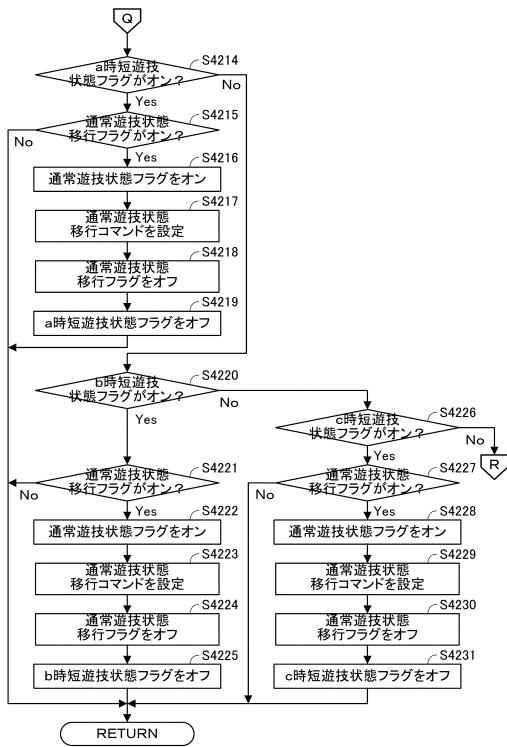 Q
S4214
a時短遊技
状態フラグがオン?
No
Yes
S4215
通常遊技状態
移行フラグがオン?
No
Yes
S4216
通常遊技状態フラグをオン
S4217
通常遊技状態
移行コマンドを設定
S4218
通常遊技状態
移行フラグをオフ
S4219
a時短遊技状態フラグをオフ
S4220
b時短遊技
状態フラグがオン?
No
Yes
S4221
通常遊技状態
移行フラグがオン?
No
Yes
S4222
通常遊技状態フラグをオン
S4223
通常遊技状態
移行コマンドを設定
S4224
通常遊技状態
移行フラグをオフ
S4225
b時短遊技状態フラグをオフ
S4226
c時短遊技
状態フラグがオン?
No
R
Yes
S4227
通常遊技状態
移行フラグがオン?
No
Yes
S4228
通常遊技状態フラグをオン
S4229
通常遊技状態
移行コマンドを設定
S4230
通常遊技状態
移行フラグをオフ
S4231
c時短遊技状態フラグをオフ
RETURN